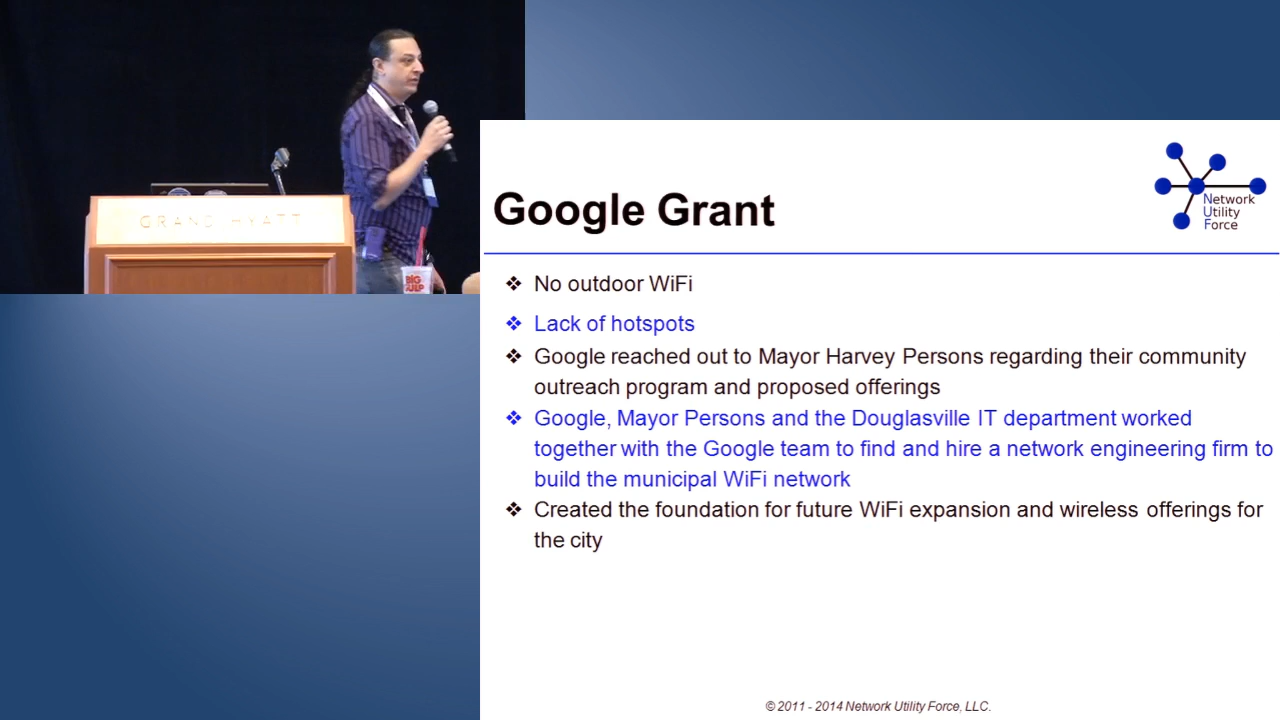 GRAND HYATT
BIG
GULP
Google Grant
Network
Utility
Force
❖ No outdoor WiFi
❖ Lack of hotspots
❖ Google reached out to Mayor Harvey Persons regarding their community
outreach program and proposed offerings
❖ Google, Mayor Persons and the Douglasville IT department worked
together with the Google team to find and hire a network engineering firm to
build the municipal WiFi network
❖ Created the foundation for future WiFi expansion and wireless offerings for
the city
© 2011 - 2014 Network Utility Force, LLC.